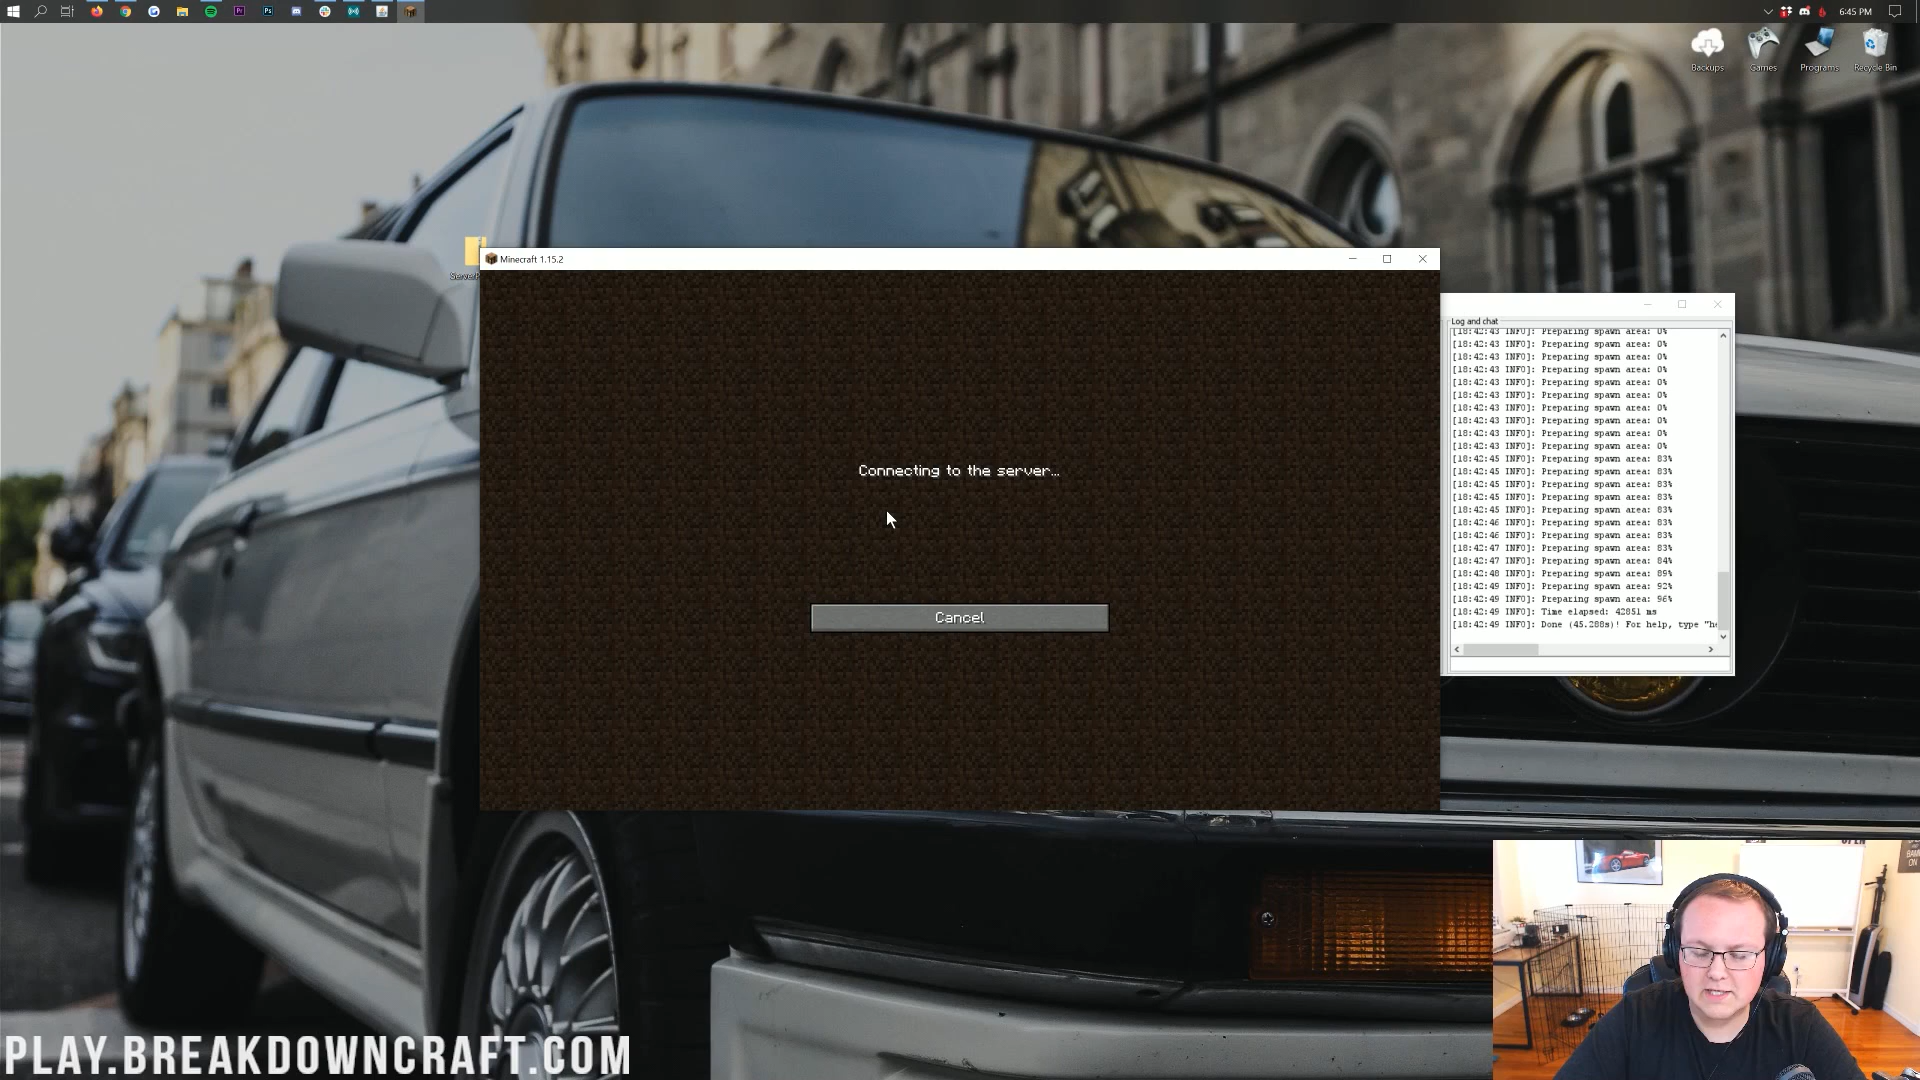 6:45 PM
Backups
Games
Programs
Recycle Bin
Minecraft 1.15.2
Connecting to the server...
Cancel
Log and chat
[18:42:43 INFO]: Preparing spawn area: 0%
[18:42:43 INFO]: Preparing spawn area: 0%
[18:42:43 INFO]: Preparing spawn area: 0%
[18:42:43 INFO]: Preparing spawn area: 0%
[18:42:43 INFO]: Preparing spawn area: 0%
[18:42:43 INFO]: Preparing spawn area: 0%
[18:42:43 INFO]: Preparing spawn area: 0%
[18:42:43 INFO]: Preparing spawn area: 0%
[18:42:43 INFO]: Preparing spawn area: 0%
[18:42:43 INFO]: Preparing spawn area: 0%
[18:42:45 INFO]: Preparing spawn area: 83%
[18:42:45 INFO]: Preparing spawn area: 83%
[18:42:45 INFO]: Preparing spawn area: 83%
[18:42:45 INFO]: Preparing spawn area: 83%
[18:42:45 INFO]: Preparing spawn area: 83%
[18:42:46 INFO]: Preparing spawn area: 83%
[18:42:46 INFO]: Preparing spawn area: 83%
[18:42:47 INFO]: Preparing spawn area: 83%
[18:42:47 INFO]: Preparing spawn area: 84%
[18:42:48 INFO]: Preparing spawn area: 89%
[18:42:49 INFO]: Preparing spawn area: 92%
[18:42:49 INFO]: Preparing spawn area: 96%
[18:42:49 INFO]: Time elapsed: 42851 ms
[18:42:49 INFO]: Done (45.288s)! For help, type "he
PLAY.BREAKDOWNCRAFT.COM